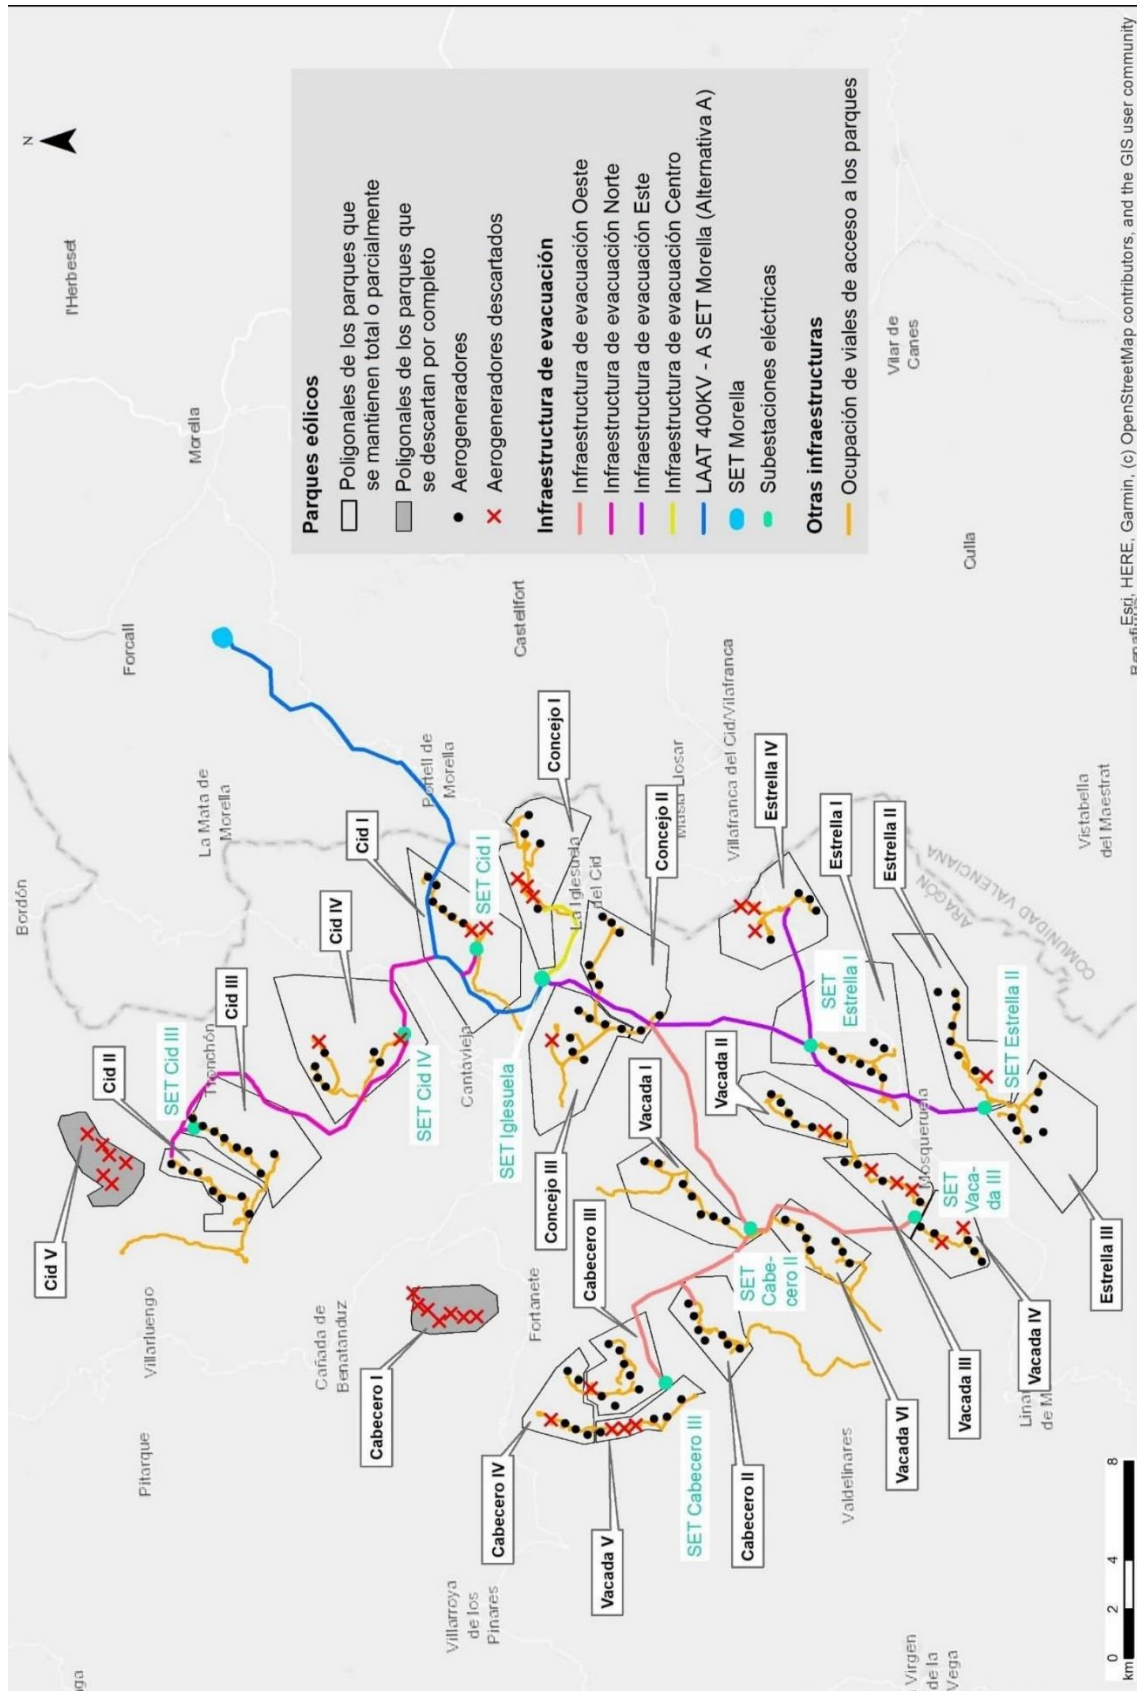 N
Bordón
l'Herbeset
Forcall
La Mata de
Morella
Morella
Cid V
Cid II
SET Cid III
Tronchón
Cid III
Cid IV
SET Cid IV
Villarluengo
Pitarque
Cañada de
Benatanduz
Cabecero I
Cantavieja
Cid I
SET Cid I
Portell de
Morella
Castellfort
Concejo I
La Iglesuela
del Cid
SET Iglesuela
Concejo II
Masia Llosar
Concejo III
Fortanete
Cabecero III
Cabecero IV
Vacada V
Villarroya
de los
Pinares
SET Cabecero III
Cabecero II
Vacada I
Vacada II
SET
Cabe-
cero II
Villafranca del Cid/Vilafranca
Estrella IV
Estrella I
SET
Estrella I
Estrella II
SET Estrella II
Mosqueruela
SET
Vaca-
da III
Valdelinares
Vacada VI
Vacada III
Vacada IV
de M
Estrella III
ARAGÓN
COMUNIDAD VALENCIANA
Vistabella
del Maestrat
Culla
Vilar de
Canes
Virgen
de la
Vega
Parques eólicos
Poligonales de los parques que
se mantienen total o parcialmente
Poligonales de los parques que
se descartan por completo
Aerogeneradores
Aerogeneradores descartados
Infraestructura de evacuación
Infraestructura de evacuación Oeste
Infraestructura de evacuación Norte
Infraestructura de evacuación Este
Infraestructura de evacuación Centro
LAAT 400KV - A SET Morella (Alternativa A)
SET Morella
Subestaciones eléctricas
Otras infraestructuras
Ocupación de viales de acceso a los parques
0 2 4 8
km
Esri, HERE, Garmin, (c) OpenStreetMap contributors, and the GIS user community